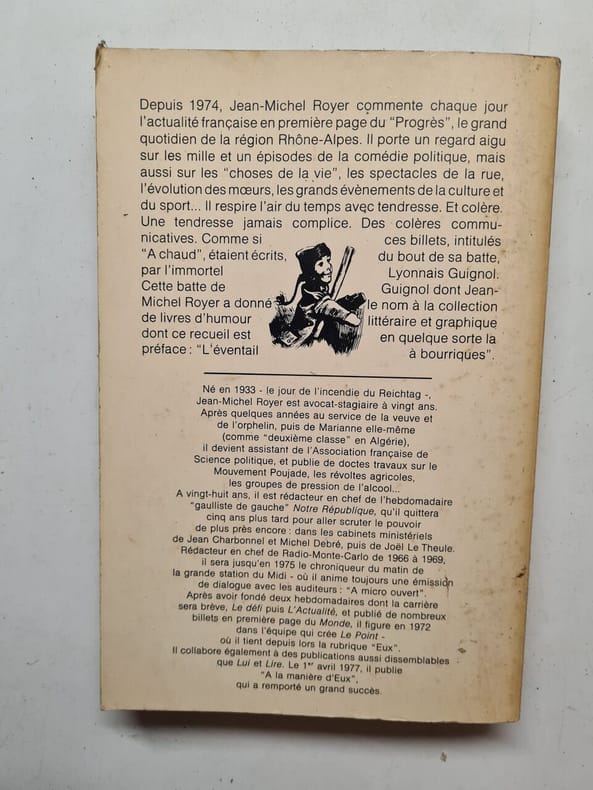 Depuis 1974, Jean-Michel Royer commente chaque jour
l'actualité française en première page du "Progrès", le grand
quotidien de la région Rhône-Alpes. Il porte un regard aigu
sur les mille et un épisodes de la comédie politique, mais
aussi sur les "choses de la vie", les spectacles de la rue,
l'évolution des mœurs, les grands évènements de la culture et
du sport... Il respire l'air du temps avec tendresse. Et colère.
Une tendresse jamais complice. Des colères commu-
nicatives. Comme si ces billets, intitulés
"A chaud", étaient écrits, du bout de sa batte,
par l'immortel Lyonnais Guignol.
Cette batte de Guignol dont Jean-
Michel Royer a donné le nom à la collection
de livres d'humour littéraire et graphique
dont ce recueil est en quelque sorte la
préface : "L'éventail à bourriques".
Né en 1933 - le jour de l'incendie du Reichtag -,
Jean-Michel Royer est avocat-stagiaire à vingt ans.
Après quelques années au service de la veuve et
de l'orphelin, puis de Marianne elle-même
(comme "deuxième classe" en Algérie),
il devient assistant de l'Association française de
Science politique, et publie de doctes travaux sur le
Mouvement Poujade, les révoltes agricoles,
les groupes de pression de l'alcool...
A vingt-huit ans, il est rédacteur en chef de l'hebdomadaire
"gaulliste de gauche" Notre République, qu'il quittera
cinq ans plus tard pour aller scruter le pouvoir
de plus près encore : dans les cabinets ministériels
de Jean Charbonnel et Michel Debré, puis de Joël Le Theule.
Rédacteur en chef de Radio-Monte-Carlo de 1966 à 1969,
il sera jusqu'en 1975 le chroniqueur du matin de
la grande station du Midi - où il anime toujours une émission
de dialogue avec les auditeurs : "A micro ouvert".
Après avoir fondé deux hebdomadaires dont la carrière
sera brève, Le défi puis L'Actualité, et publié de nombreux
billets en première page du Monde, il figure en 1972
dans l'équipe qui crée Le Point -
où il tient depuis lors la rubrique "Eux".
Il collabore également à des publications aussi dissemblables
que Lui et Lire. Le 1er avril 1977, il publie
"A la manière d'Eux",
qui a remporté un grand succès.